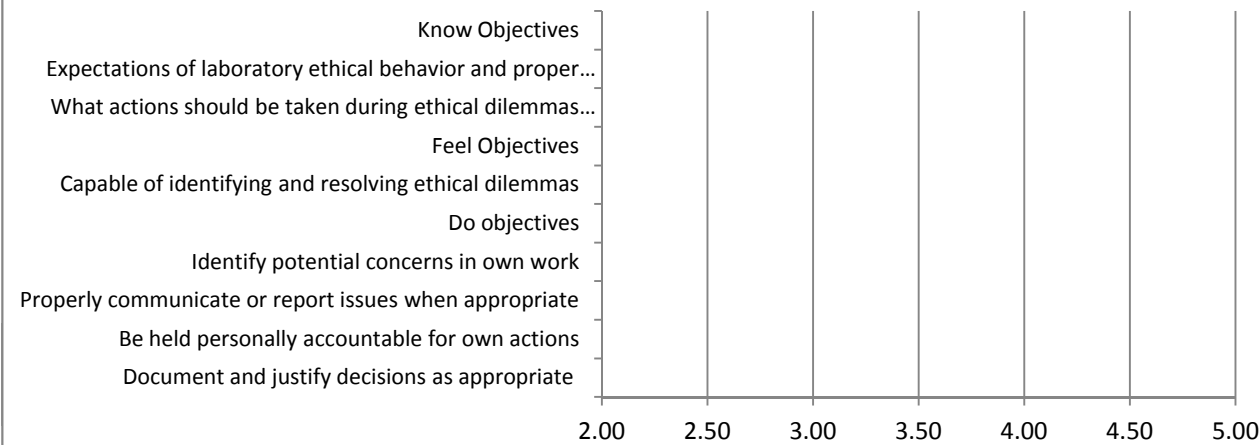 Know Objectives
Expectations of laboratory ethical behavior and proper…
What actions should be taken during ethical dilemmas…
Feel Objectives
Capable of identifying and resolving ethical dilemmas
Do objectives
Identify potential concerns in own work
Properly communicate or report issues when appropriate
Be held personally accountable for own actions
Document and justify decisions as appropriate
2.00 2.50 3.00 3.50 4.00 4.50 5.00